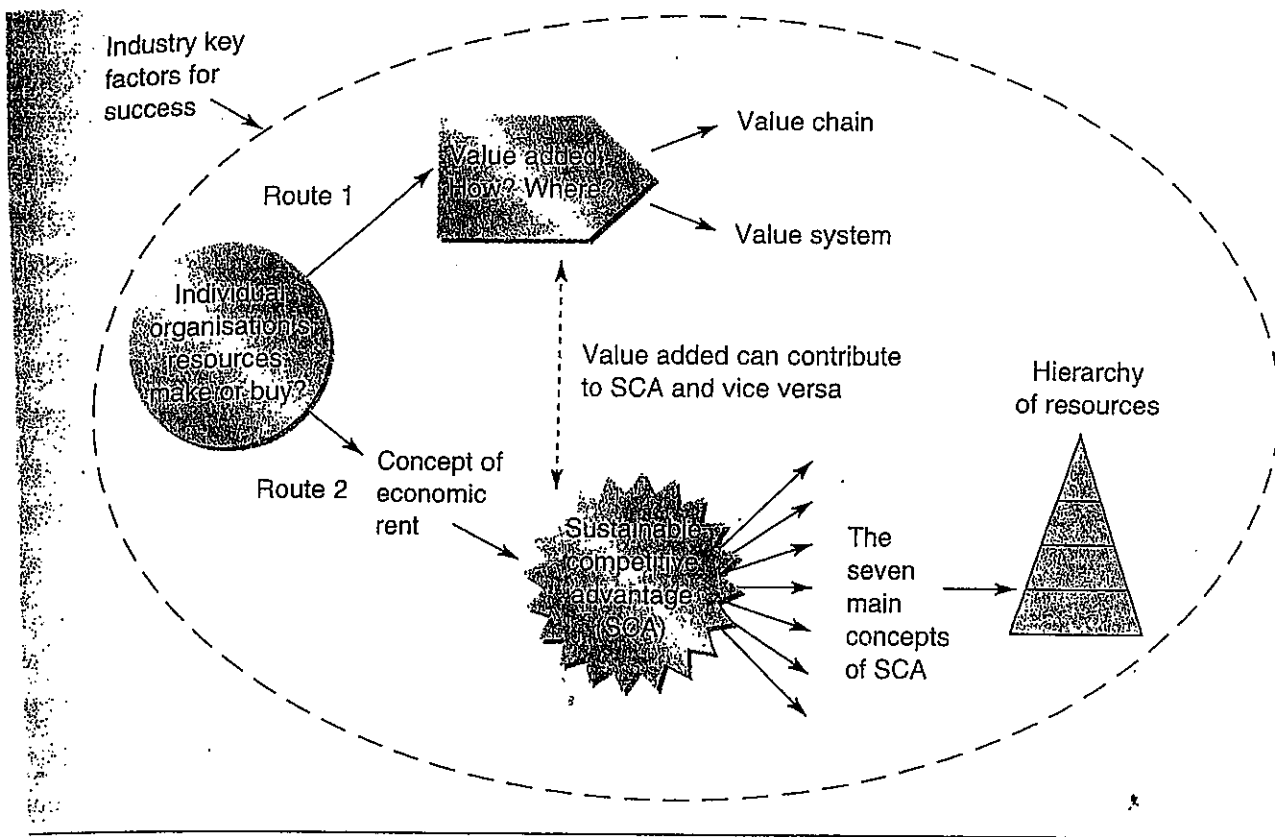 Industry key
factors for
success
Route 1
Value added
How? Where?
Value chain
Value system
Individual
organisation's
resources-
make or buy?
Value added can contribute
to SCA and vice versa
Hierarchy
of resources
Route 2
Concept of
economic
rent
Sustainable
competitive
advantage
(SCA)
The
seven
main
concepts
of SCA